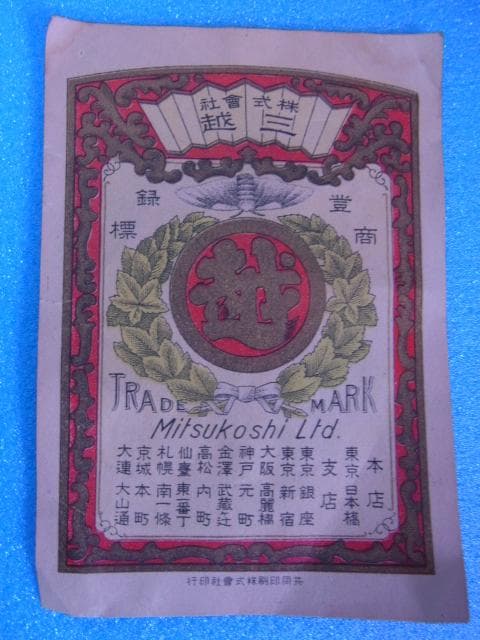 株式會社
三越
登録
商標
越
TRADE MARK
Mitsukoshi Ltd.
本店
東京 日本橋
支店
東京 銀座
東京 新宿
大阪 高麗橋
神戸 元町
金澤 武蔵辻
高松 内町
仙臺 東一番丁
札幌 南一條
京城 本町
大連 大山通
共同印刷株式會社印行